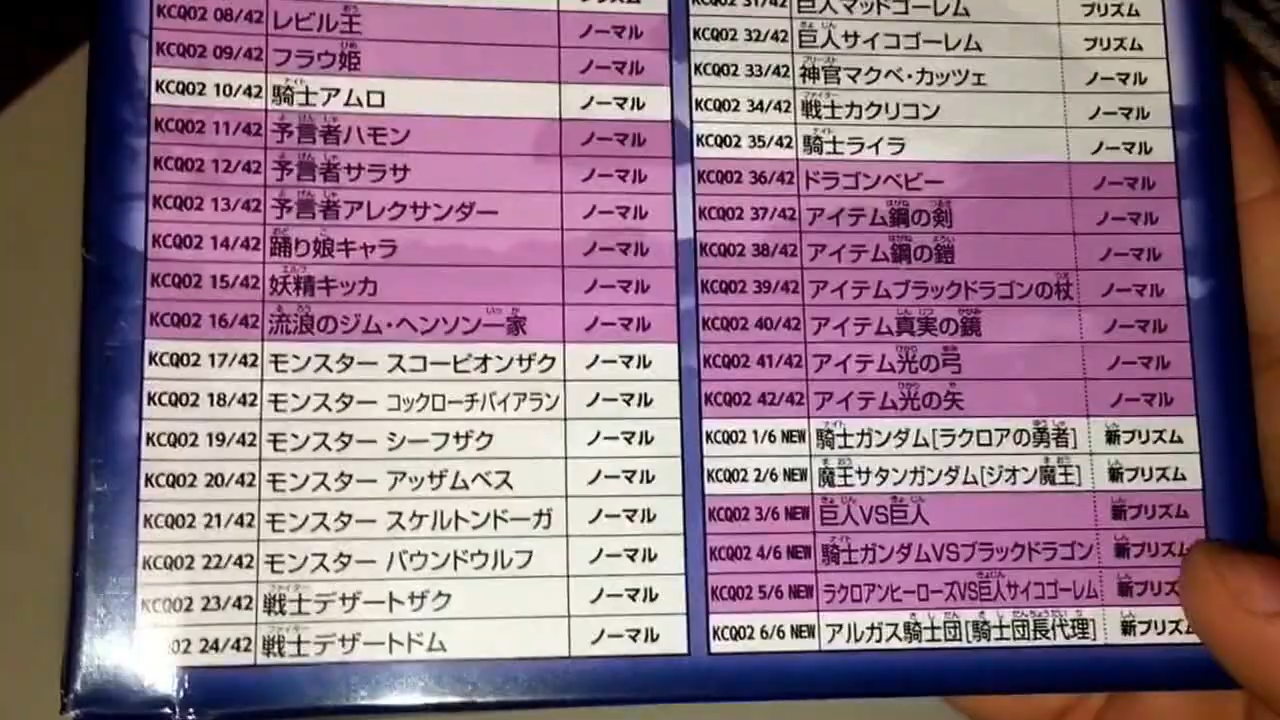 KCQ02 08/42 レビル王 ノーマル
KCQ02 09/42 フラウ姫 ノーマル
KCQ02 10/42 騎士アムロ ノーマル
KCQ02 11/42 予言者ハモン ノーマル
KCQ02 12/42 予言者サラサ ノーマル
KCQ02 13/42 予言者アレクサンダー ノーマル
KCQ02 14/42 踊り娘キャラ ノーマル
KCQ02 15/42 妖精キッカ ノーマル
KCQ02 16/42 流浪のジム・ヘンソン一家 ノーマル
KCQ02 17/42 モンスター スコーピオンザク ノーマル
KCQ02 18/42 モンスター コックローチバイアラン ノーマル
KCQ02 19/42 モンスター シーフザク ノーマル
KCQ02 20/42 モンスター アッザムベス ノーマル
KCQ02 21/42 モンスター スケルトンドーガ ノーマル
KCQ02 22/42 モンスター バウンドウルフ ノーマル
KCQ02 23/42 戦士デザートザク ノーマル
02 24/42 戦士デザートドム ノーマル
KCQ02 31/42 巨人マッドゴーレム プリズム
KCQ02 32/42 巨人サイコゴーレム プリズム
KCQ02 33/42 神官マクベ・カッツェ ノーマル
KCQ02 34/42 戦士カクリコン ノーマル
KCQ02 35/42 騎士ライラ ノーマル
KCQ02 36/42 ドラゴンベビー ノーマル
KCQ02 37/42 アイテム鋼の剣 ノーマル
KCQ02 38/42 アイテム鋼の鎧 ノーマル
KCQ02 39/42 アイテムブラックドラゴンの杖 ノーマル
KCQ02 40/42 アイテム真実の鏡 ノーマル
KCQ02 41/42 アイテム光の弓 ノーマル
KCQ02 42/42 アイテム光の矢 ノーマル
KCQ02 1/6 NEW 騎士ガンダム[ラクロアの勇者] 新プリズム
KCQ02 2/6 NEW 魔王サタンガンダム[ジオン魔王] 新プリズム
KCQ02 3/6 NEW 巨人VS巨人 新プリズム
KCQ02 4/6 NEW 騎士ガンダムVSブラックドラゴン 新プリズム
KCQ02 5/6 NEW ラクロアンヒーローズVS巨人サイコゴーレム 新プリズ
KCQ02 6/6 NEW アルガス騎士団[騎士団長代理] 新プリズ